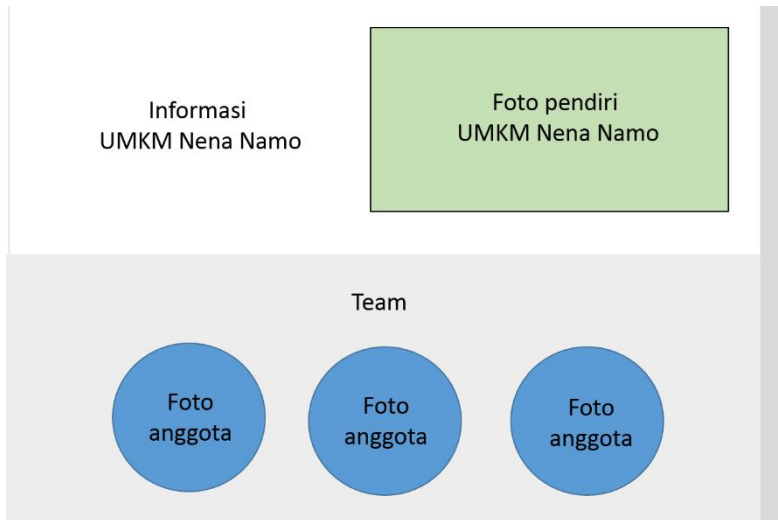 Informasi
UMKM Nena Namo
Foto pendiri
UMKM Nena Namo
Team
Foto
anggota
Foto
anggota
Foto
anggota